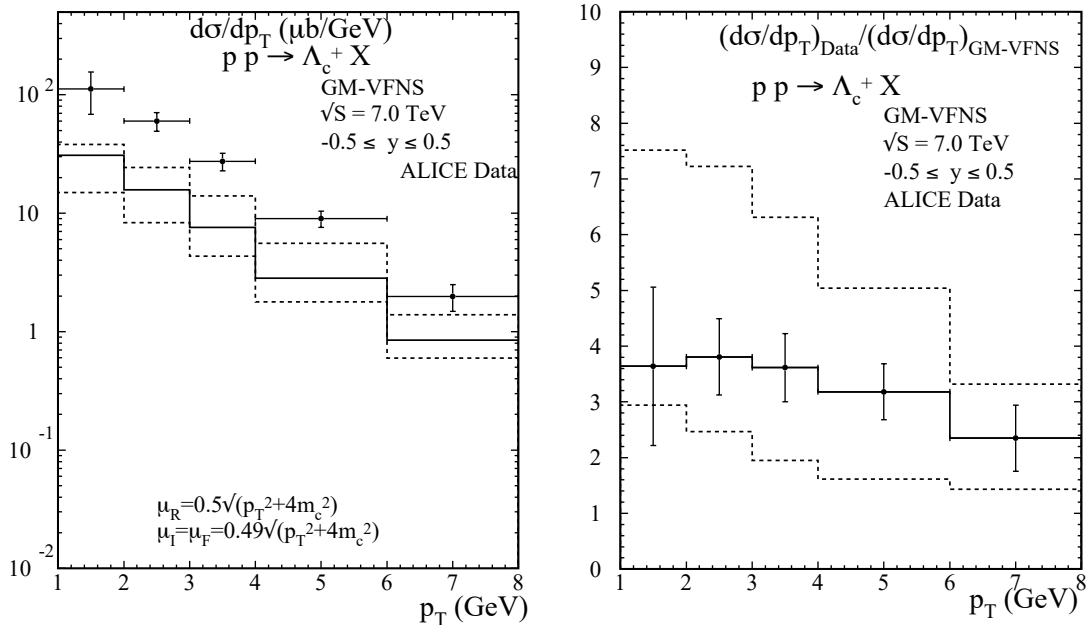 dσ/dp_T (μb/GeV)
p p → Λ_c^+ X
GM-VFNS
√S = 7.0 TeV
-0.5 ≤ y ≤ 0.5
ALICE Data
10^2
10
1
10^-1
10^-2
μ_R=0.5√(p_T^2+4m_c^2)
μ_I=μ_F=0.49√(p_T^2+4m_c^2)
1 2 3 4 5 6 7 8
p_T (GeV)
(dσ/dp_T)_Data/(dσ/dp_T)_GM-VFNS
p p → Λ_c^+ X
GM-VFNS
√S = 7.0 TeV
-0.5 ≤ y ≤ 0.5
ALICE Data
10
9
8
7
6
5
4
3
2
1
0
1 2 3 4 5 6 7 8
p_T (GeV)